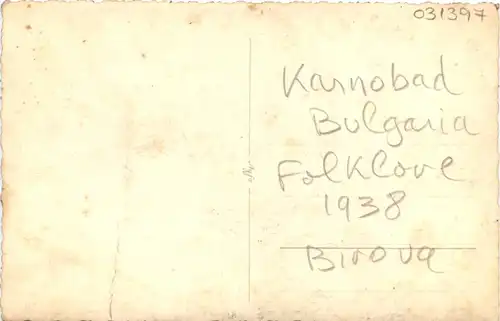 031397
Karnobad
Bulgaria
Folklore
1938
Birova